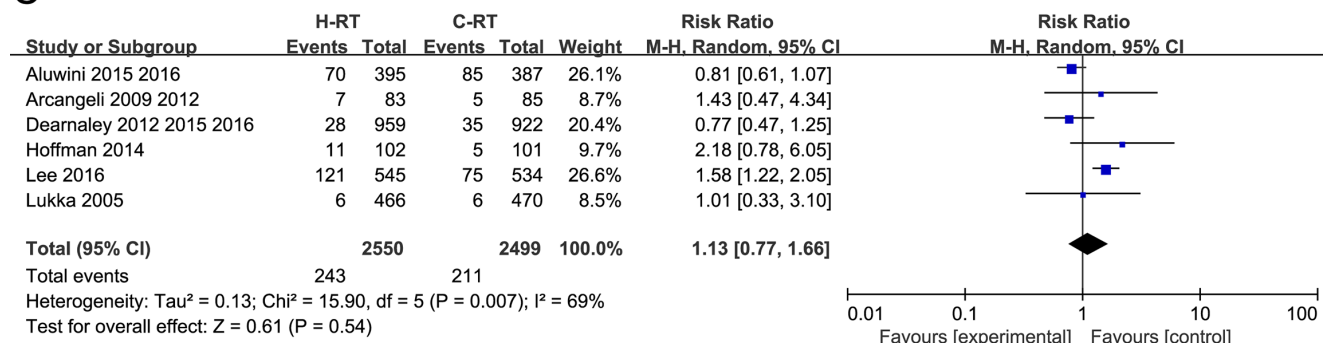 H-RT C-RT Risk Ratio Risk Ratio
Study or Subgroup Events Total Events Total Weight M-H, Random, 95% CI M-H, Random, 95% CI
Aluwini 2015 2016 70 395 85 387 26.1% 0.81 [0.61, 1.07]
Arcangeli 2009 2012 7 83 5 85 8.7% 1.43 [0.47, 4.34]
Dearnaley 2012 2015 2016 28 959 35 922 20.4% 0.77 [0.47, 1.25]
Hoffman 2014 11 102 5 101 9.7% 2.18 [0.78, 6.05]
Lee 2016 121 545 75 534 26.6% 1.58 [1.22, 2.05]
Lukka 2005 6 466 6 470 8.5% 1.01 [0.33, 3.10]
Total (95% CI) 2550 2499 100.0% 1.13 [0.77, 1.66]
Total events 243 211
Heterogeneity: Tau² = 0.13; Chi² = 15.90, df = 5 (P = 0.007); I² = 69%
Test for overall effect: Z = 0.61 (P = 0.54)
0.01 0.1 1 10 100
Favours [experimental] Favours [control]